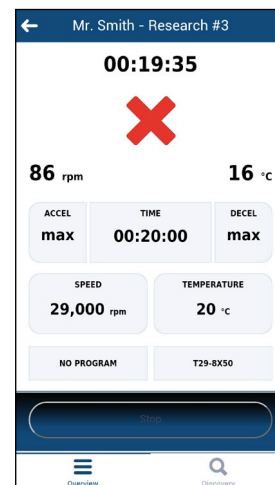 Mr. Smith - Research #3
00:19:35
86 rpm 16 °C
ACCEL TIME DECEL
max 00:20:00 max
SPEED TEMPERATURE
29,000 rpm 20 °C
NO PROGRAM T29-8X50
Stop
Overview Discovery